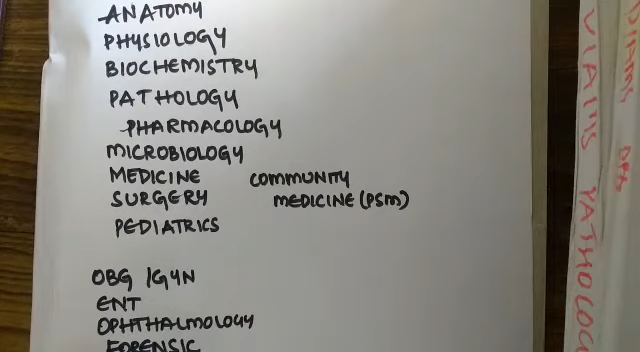 ANATOMY
PHYSIOLOGY
BIOCHEMISTRY
PATHOLOGY
PHARMACOLOGY
MICROBIOLOGY
MEDICINE COMMUNITY
SURGERY MEDICINE (PSM)
PEDIATRICS
OBG / GYN
ENT
OPHTHALMOLOGY
FORENSIC